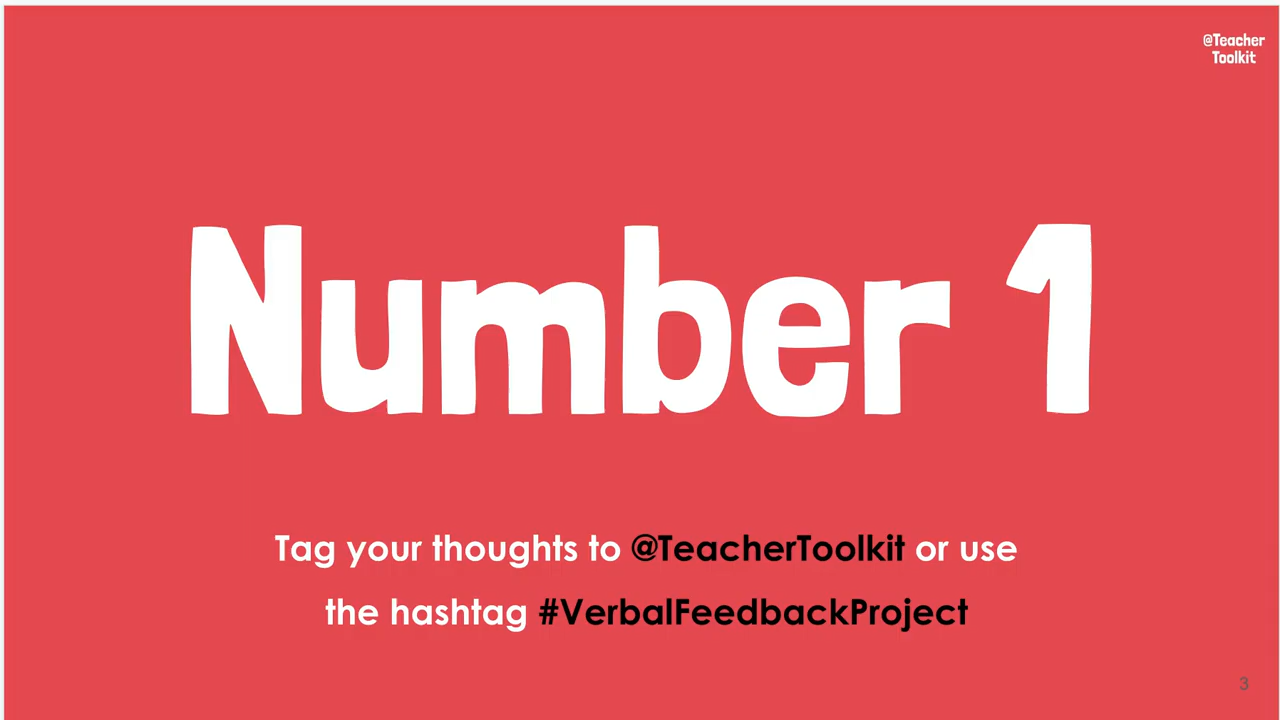 @Teacher
Toolkit
Number 1
Tag your thoughts to @TeacherToolkit or use
the hashtag #VerbalFeedbackProject
3